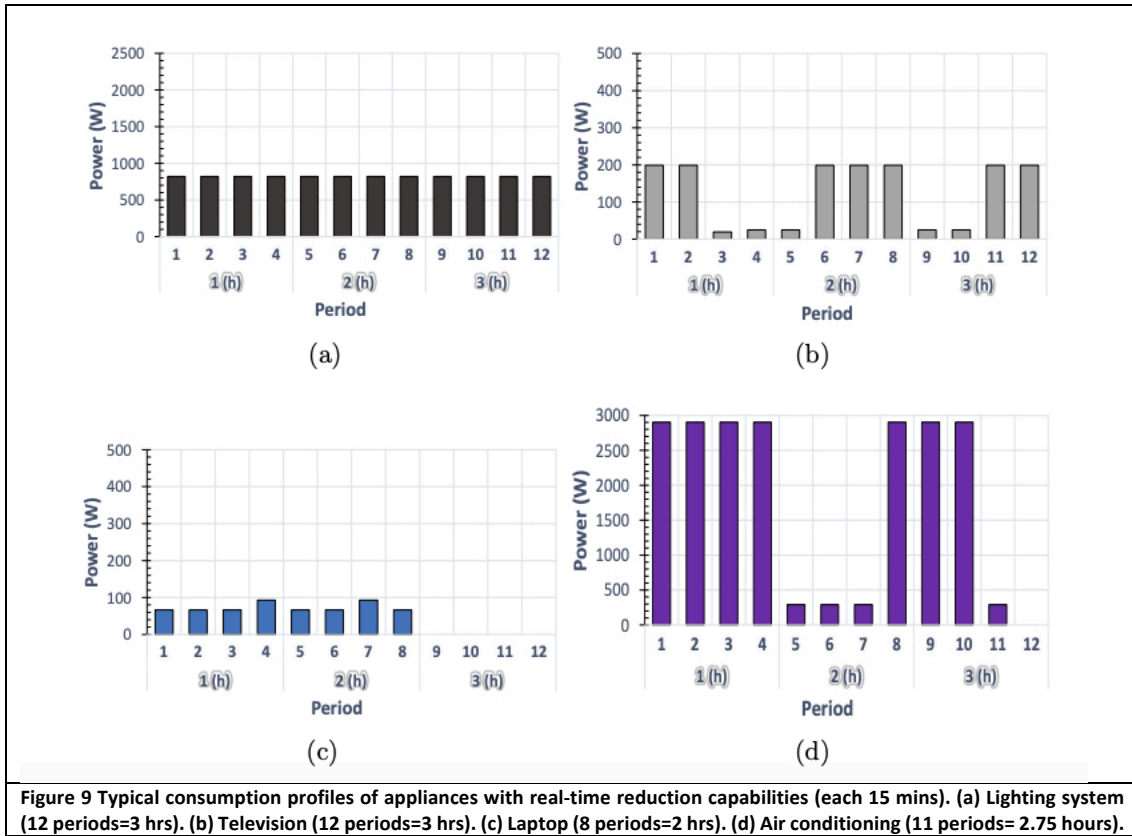 2500
2000
1500
1000
500
0
Power (W)
1 2 3 4 5 6 7 8 9 10 11 12
1 (h) 2 (h) 3 (h)
Period
(a)
500
400
300
200
100
0
Power (W)
1 2 3 4 5 6 7 8 9 10 11 12
1 (h) 2 (h) 3 (h)
Period
(b)
500
400
300
200
100
0
Power (W)
1 2 3 4 5 6 7 8 9 10 11 12
1 (h) 2 (h) 3 (h)
Period
(c)
3000
2500
2000
1500
1000
500
0
Power (W)
1 2 3 4 5 6 7 8 9 10 11 12
1 (h) 2 (h) 3 (h)
Period
(d)
Figure 9 Typical consumption profiles of appliances with real-time reduction capabilities (each 15 mins). (a) Lighting system
(12 periods=3 hrs). (b) Television (12 periods=3 hrs). (c) Laptop (8 periods=2 hrs). (d) Air conditioning (11 periods= 2.75 hours).